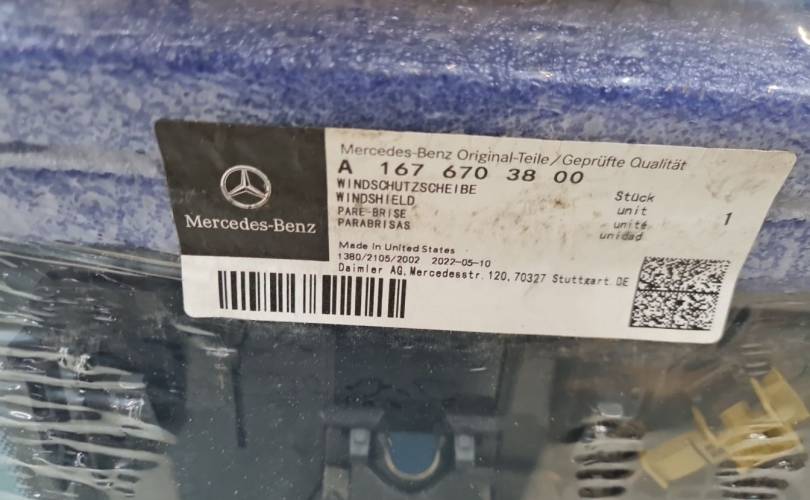 Mercedes-Benz
Mercedes-Benz Original-Teile/Geprüfte Qualität
A 167 670 38 00
WINDSCHUTZSCHEIBE
WINDSHIELD
PARE-BRISE
PARABRISAS
Stück
unit
unité
unidad
1
Made in United States
1380/2105/2002 2022-05-10
Daimler AG, Mercedesstr. 120, 70327 Stuttgart. DE